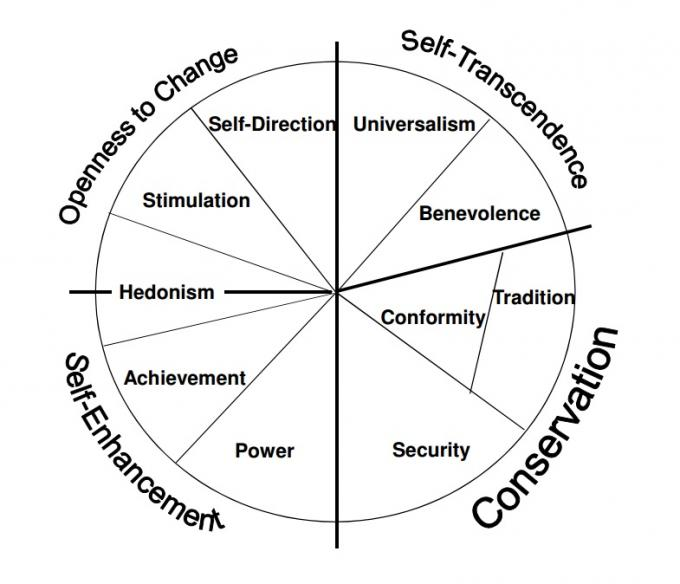 Openness to Change
Self-Transcendence
Self-Direction
Universalism
Stimulation
Benevolence
Hedonism
Tradition
Conformity
Achievement
Power
Security
Self-Enhancement
Conservation